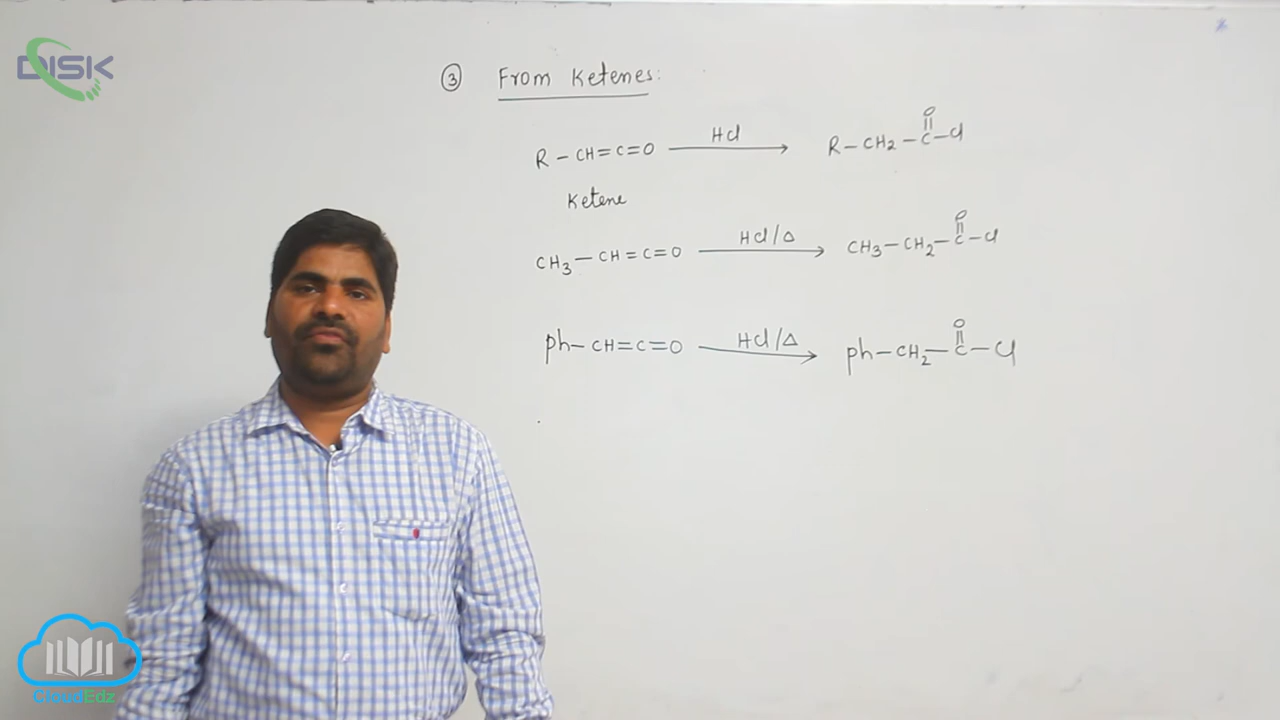 DISK
③ From Ketenes:
R – CH=C=O —HCl→ R – CH₂ – C(=O) – Cl
Ketene
CH₃ – CH=C=O —HCl/Δ→ CH₃ – CH₂ – C(=O) – Cl
ph – CH=C=O —HCl/Δ→ ph – CH₂ – C(=O) – Cl
CloudEdz